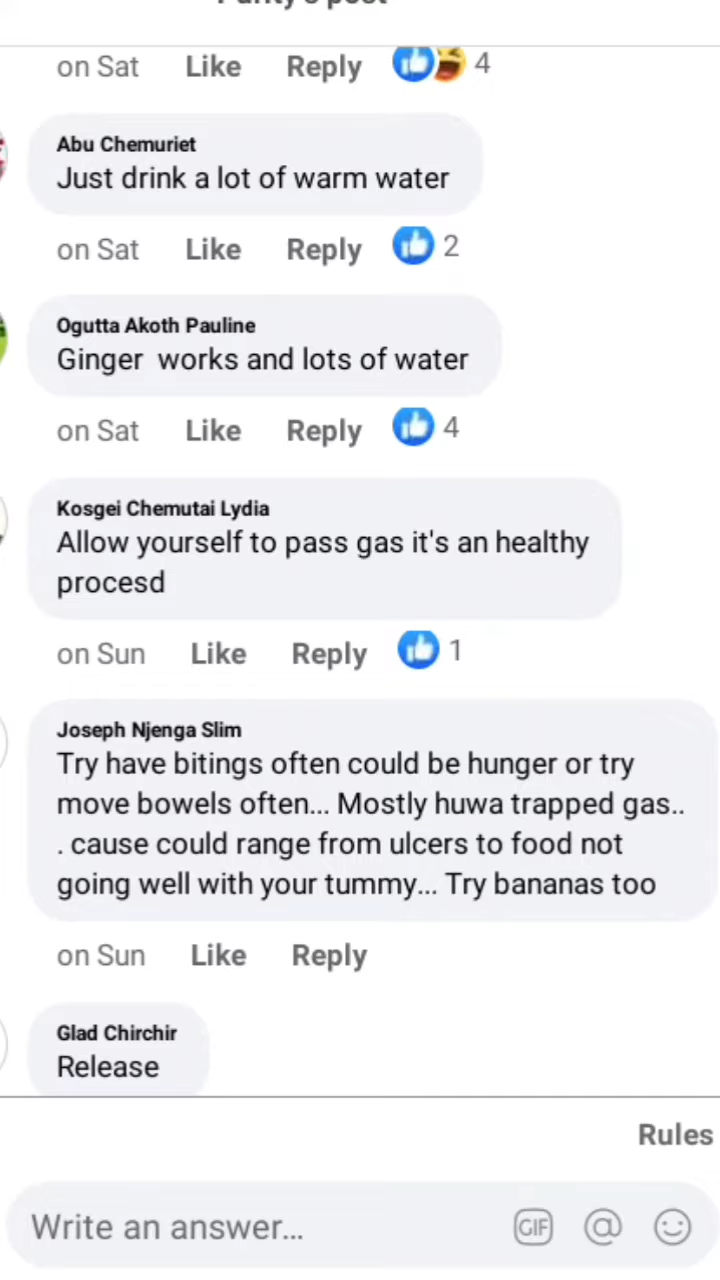 Purity's post
on Sat Like Reply 4
Abu Chemuriet
Just drink a lot of warm water
on Sat Like Reply 2
Ogutta Akoth Pauline
Ginger works and lots of water
on Sat Like Reply 4
Kosgei Chemutai Lydia
Allow yourself to pass gas it's an healthy
procesd
on Sun Like Reply 1
Joseph Njenga Slim
Try have bitings often could be hunger or try
move bowels often... Mostly huwa trapped gas..
. cause could range from ulcers to food not
going well with your tummy... Try bananas too
on Sun Like Reply
Glad Chirchir
Release
Rules
Write an answer...
GIF @